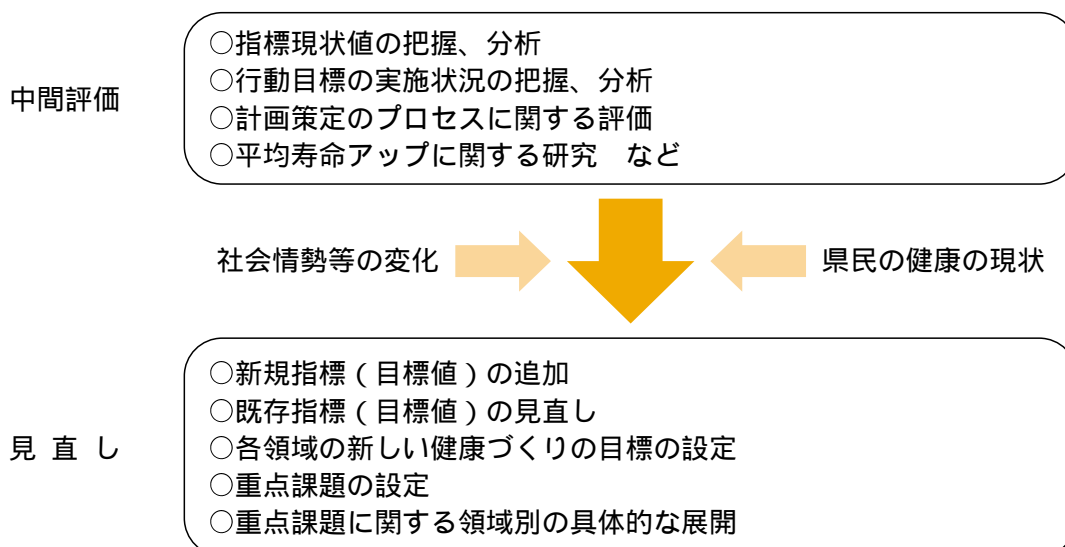 中間評価
○指標現状値の把握、分析
○行動目標の実施状況の把握、分析
○計画策定のプロセスに関する評価
○平均寿命アップに関する研究　など
社会情勢等の変化
県民の健康の現状
見 直 し
○新規指標（目標値）の追加
○既存指標（目標値）の見直し
○各領域の新しい健康づくりの目標の設定
○重点課題の設定
○重点課題に関する領域別の具体的な展開